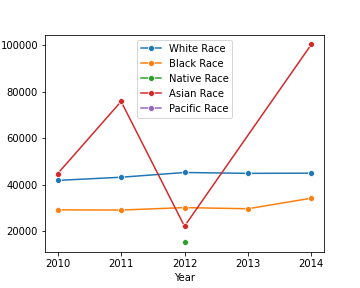 100000
80000
60000
40000
20000
White Race
Black Race
Native Race
Asian Race
Pacific Race
2010 2011 2012 2013 2014
Year